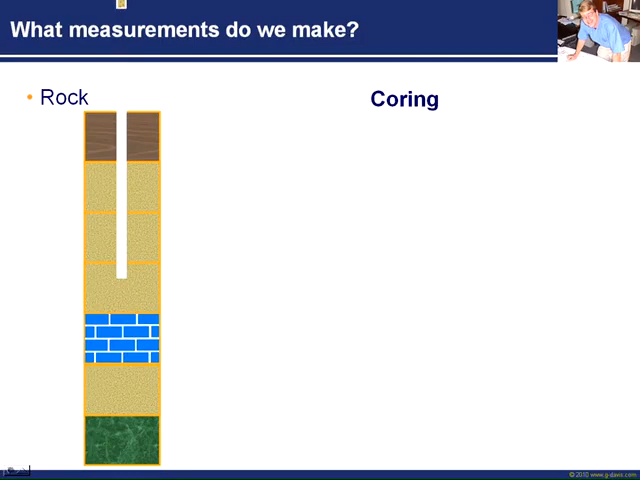 What measurements do we make?
• Rock
Coring
© 2010 www.g-davis.com